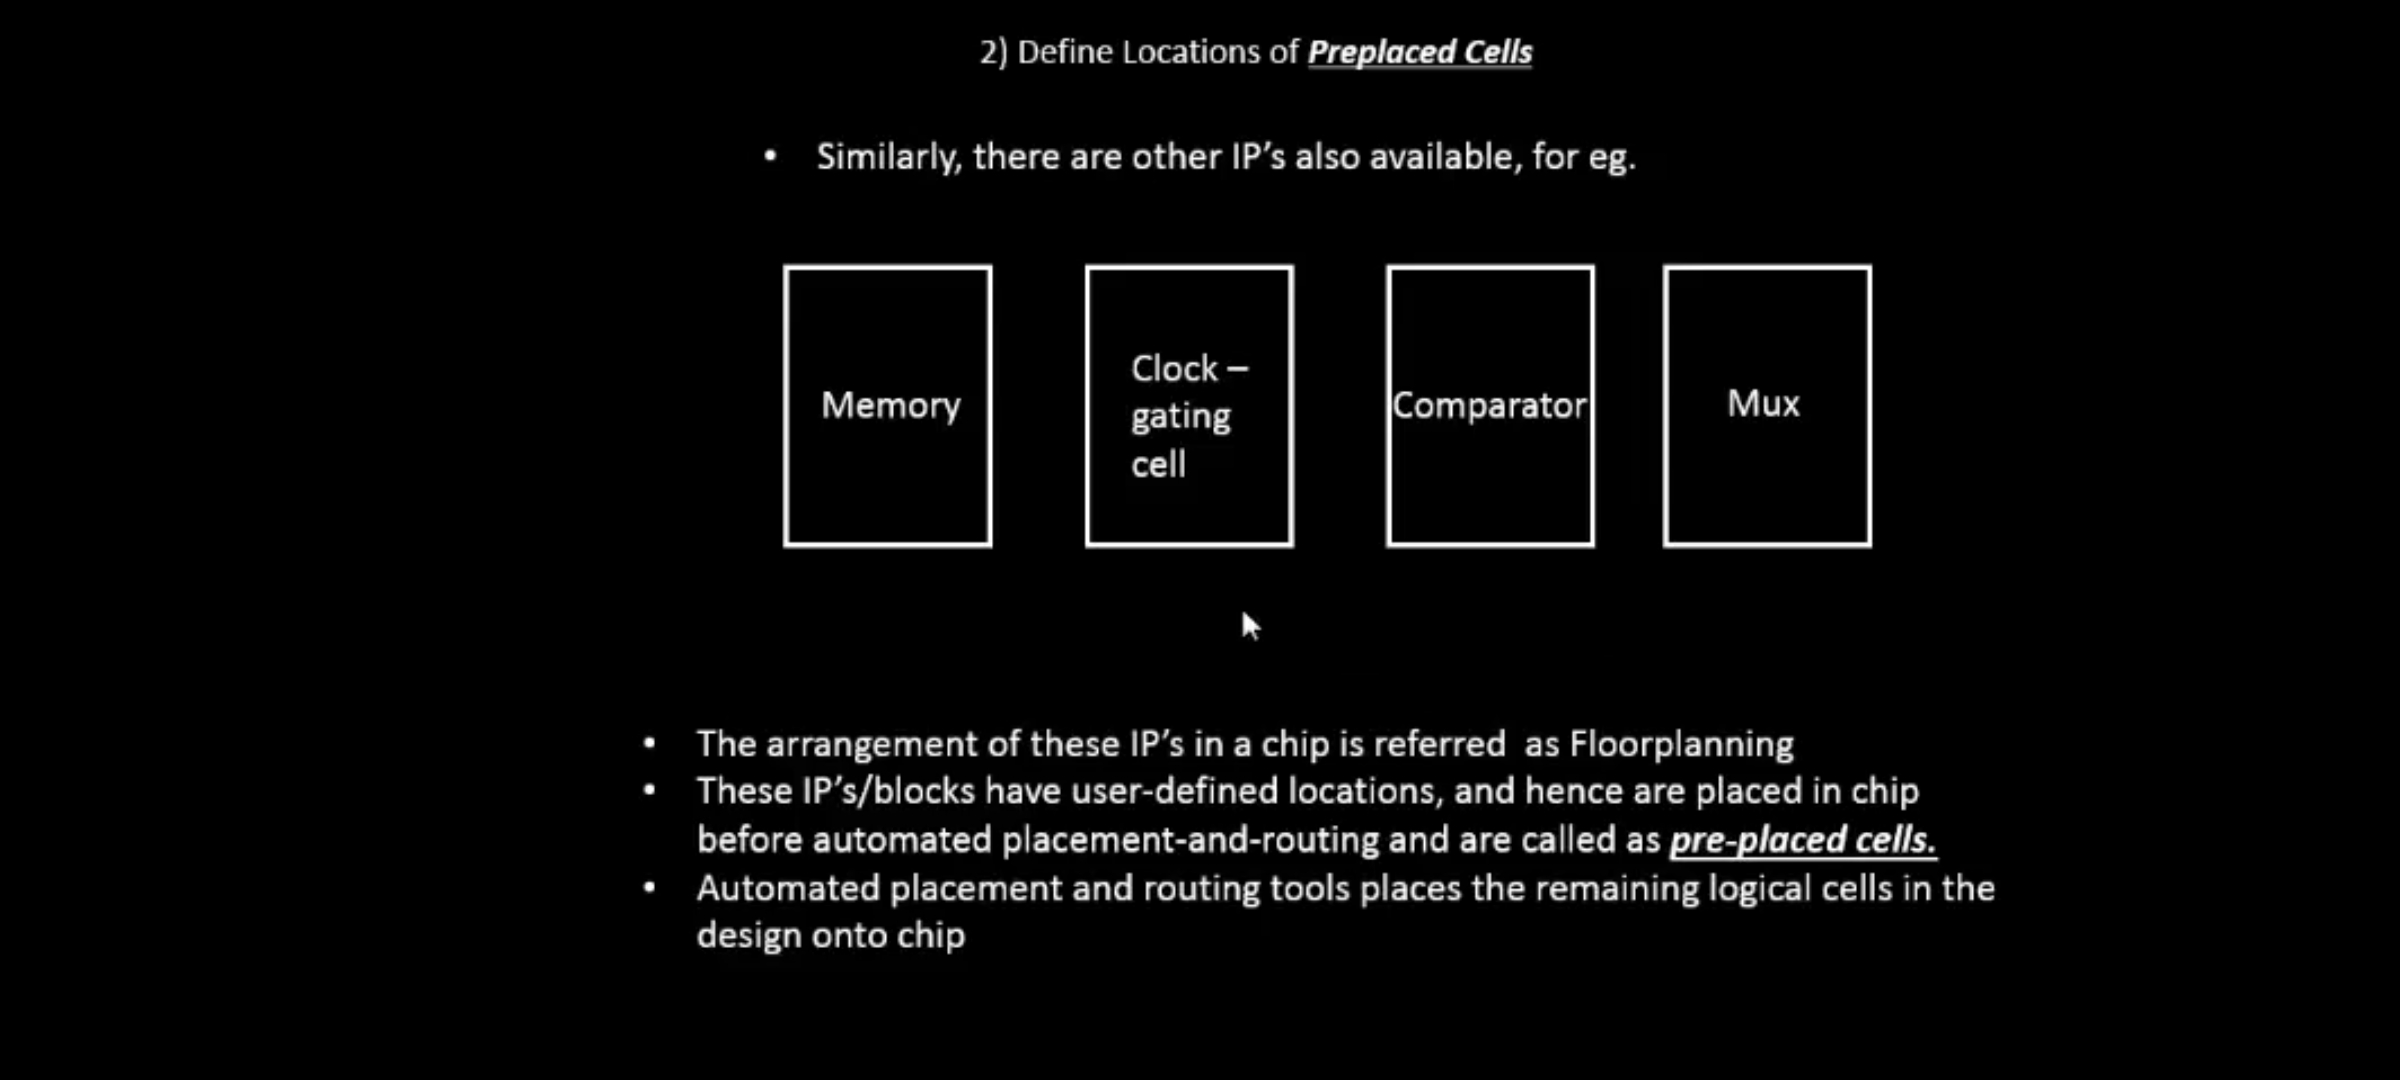 2) Define Locations of Preplaced Cells
• Similarly, there are other IP’s also available, for eg.
Memory
Clock –
gating
cell
Comparator
Mux
• The arrangement of these IP’s in a chip is referred  as Floorplanning
• These IP’s/blocks have user-defined locations, and hence are placed in chip
before automated placement-and-routing and are called as pre-placed cells.
• Automated placement and routing tools places the remaining logical cells in the
design onto chip